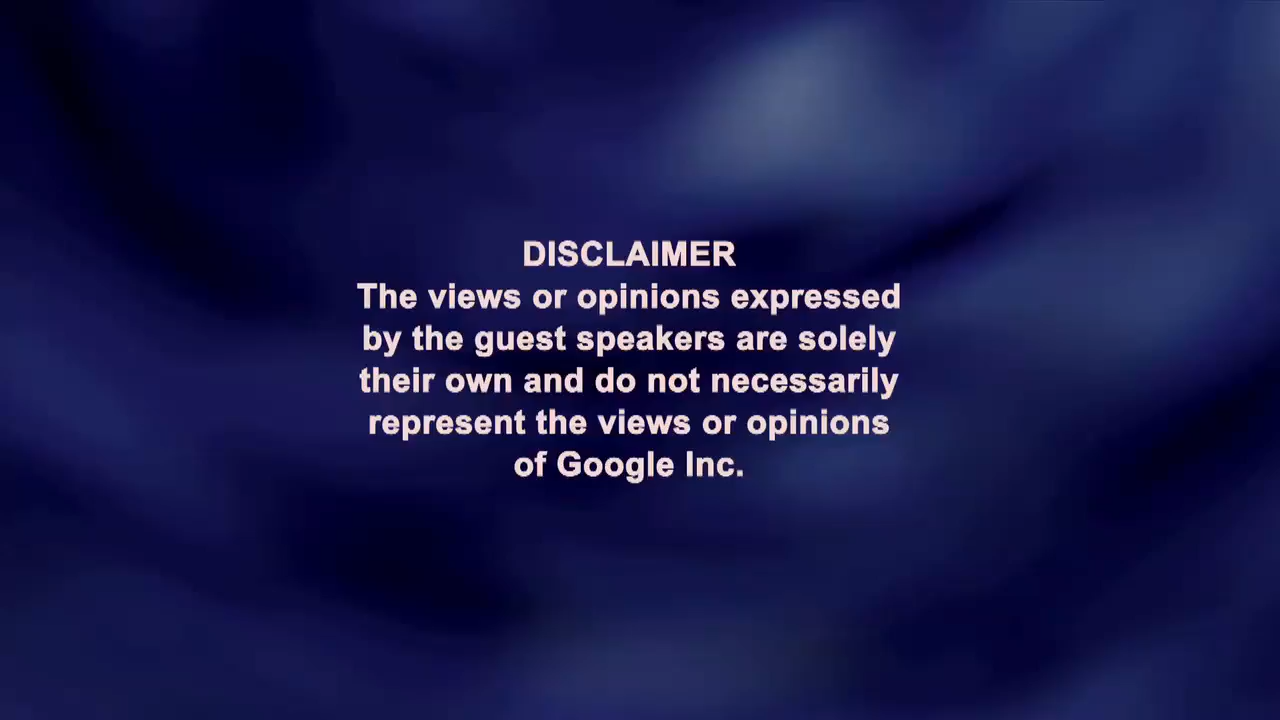 DISCLAIMER
The views or opinions expressed
by the guest speakers are solely
their own and do not necessarily
represent the views or opinions
of Google Inc.